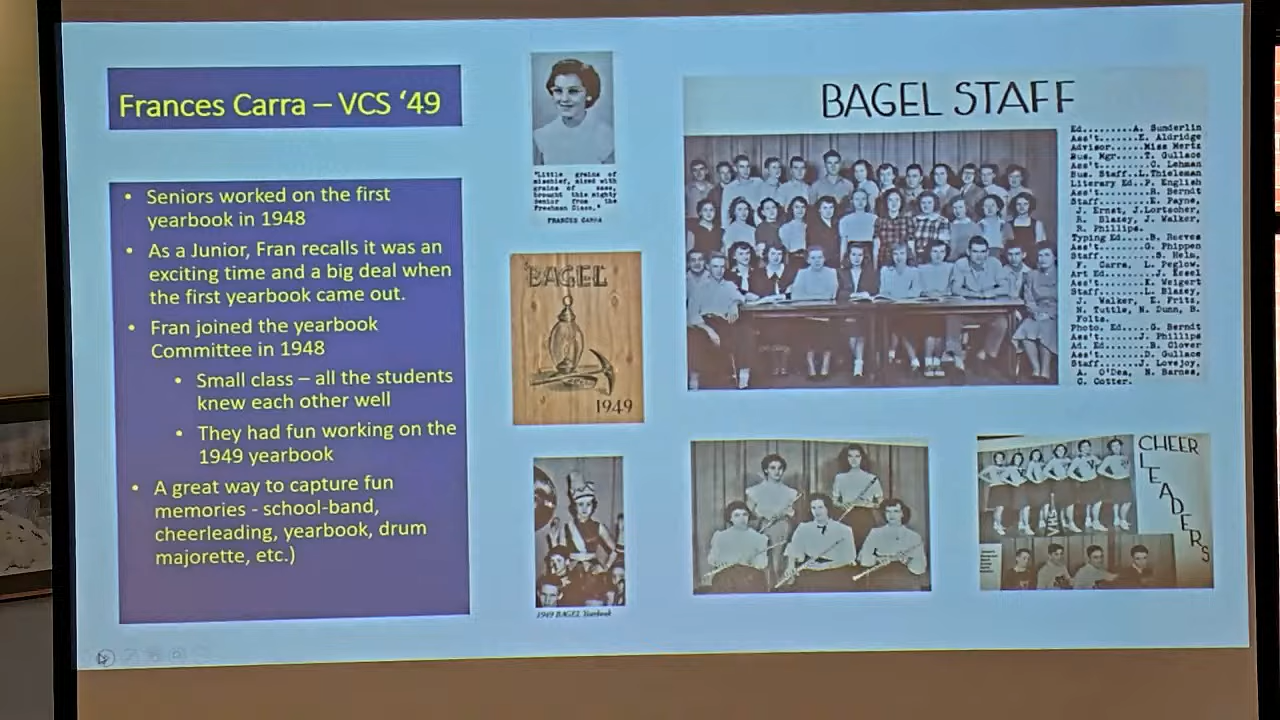 Frances Carra – VCS ‘49
• Seniors worked on the first
yearbook in 1948
• As a Junior, Fran recalls it was an
exciting time and a big deal when
the first yearbook came out.
• Fran joined the yearbook
Committee in 1948
• Small class – all the students
knew each other well
• They had fun working on the
1949 yearbook
• A great way to capture fun
memories - school-band,
cheerleading, yearbook, drum
majorette, etc.)
"Little grains of
mischief, mixed with
grains of
brought this mighty
Senior from the
Freshman Class."
FRANCES CARRA
BAGEL
1949
1949 BAGEL Yearbook
BAGEL STAFF
Ed.........A. Sunderlin
Ass't......E. Aldridge
Advisor.....Miss Mertz
Bus. Mgr....T. Gullace
Ass't.......C. Lehman
Bus. Staff..L.Thieleman
Literary Ed..P. English
Ass't.......R. Berndt
Staff.......E. Payne,
J. Ernst, J.Lortscher,
R. Blazey, J. Walker,
R. Phillips.
Typing Ed....B. Reeves
Ass't.......G. Phippen
Staff.......S. Helm,
F. Carra, L. Peglow.
Art Ed......J. Kesel
Ass't.......K. Weigert
Staff.......L. Blazey,
J. Walker, E. Fritz,
N. Tuttle, N. Dunn, B.
Folts.
Photo. Ed....G. Berndt
Ass't.....J. Phillips
Ad. Ed......B. Clover
Ass't.......D. Gullace
Staff.....J. Lovejoy,
A. O'Dea, N. Barnes,
C. Cotter.
CHEER
LEADERS
VHS